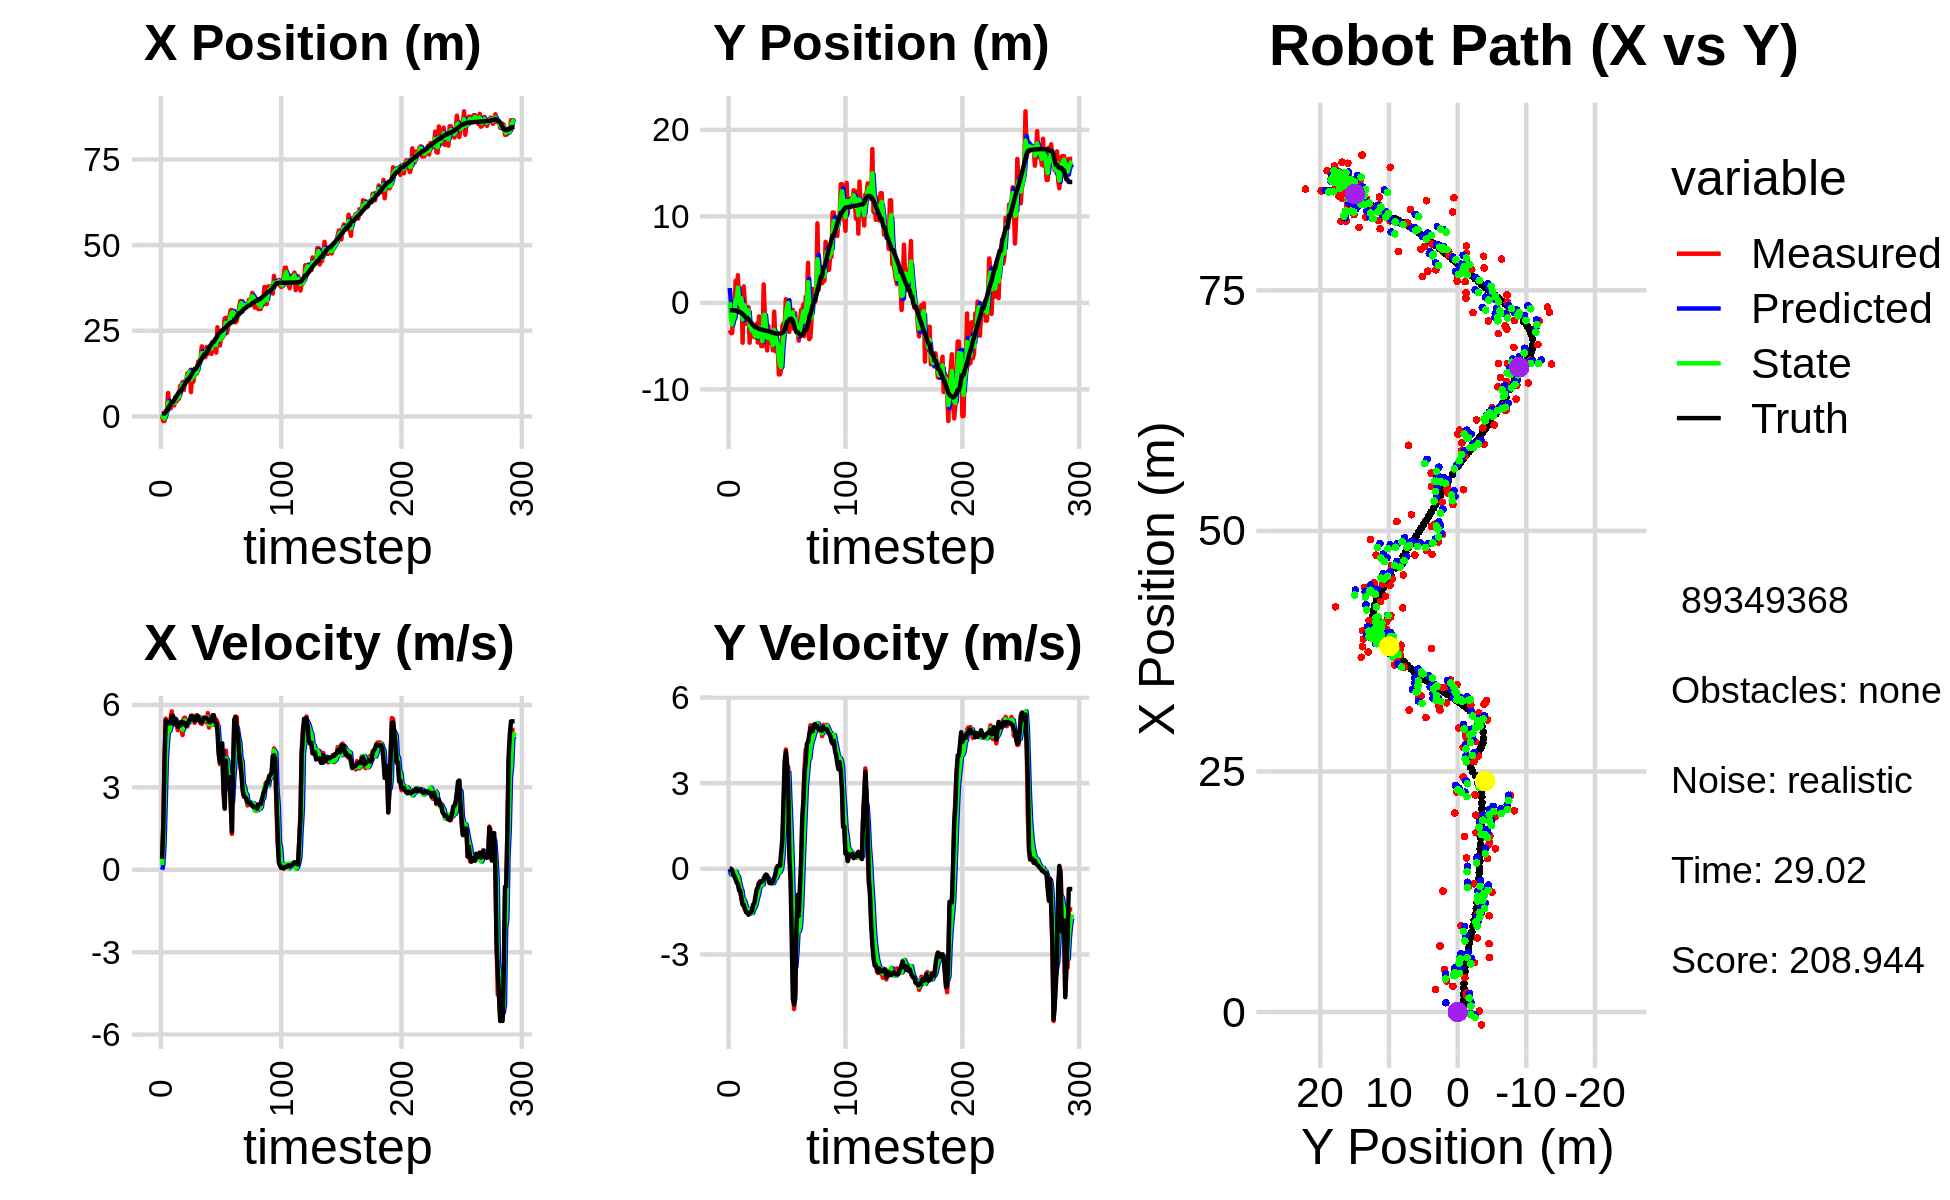 X Position (m)
75
50
25
0
0
100
200
300
timestep
Y Position (m)
20
10
0
-10
0
100
200
300
timestep
X Velocity (m/s)
6
3
0
-3
-6
0
100
200
300
timestep
Y Velocity (m/s)
6
3
0
-3
0
100
200
300
timestep
Robot Path (X vs Y)
X Position (m)
75
50
25
0
20 10 0 -10 -20
Y Position (m)
variable
Measured
Predicted
State
Truth
89349368
Obstacles: none
Noise: realistic
Time: 29.02
Score: 208.944